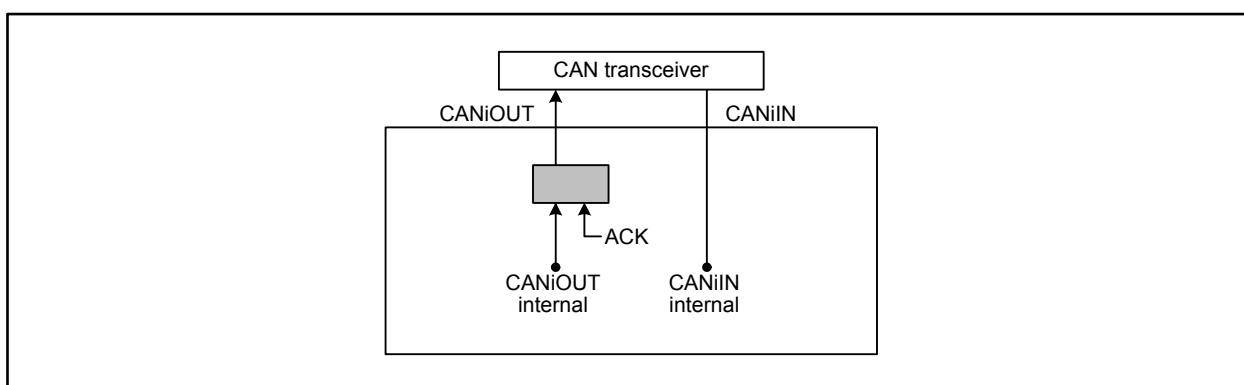 CAN transceiver
CANiOUT
CANiIN
ACK
CANiOUT
internal
CANiIN
internal